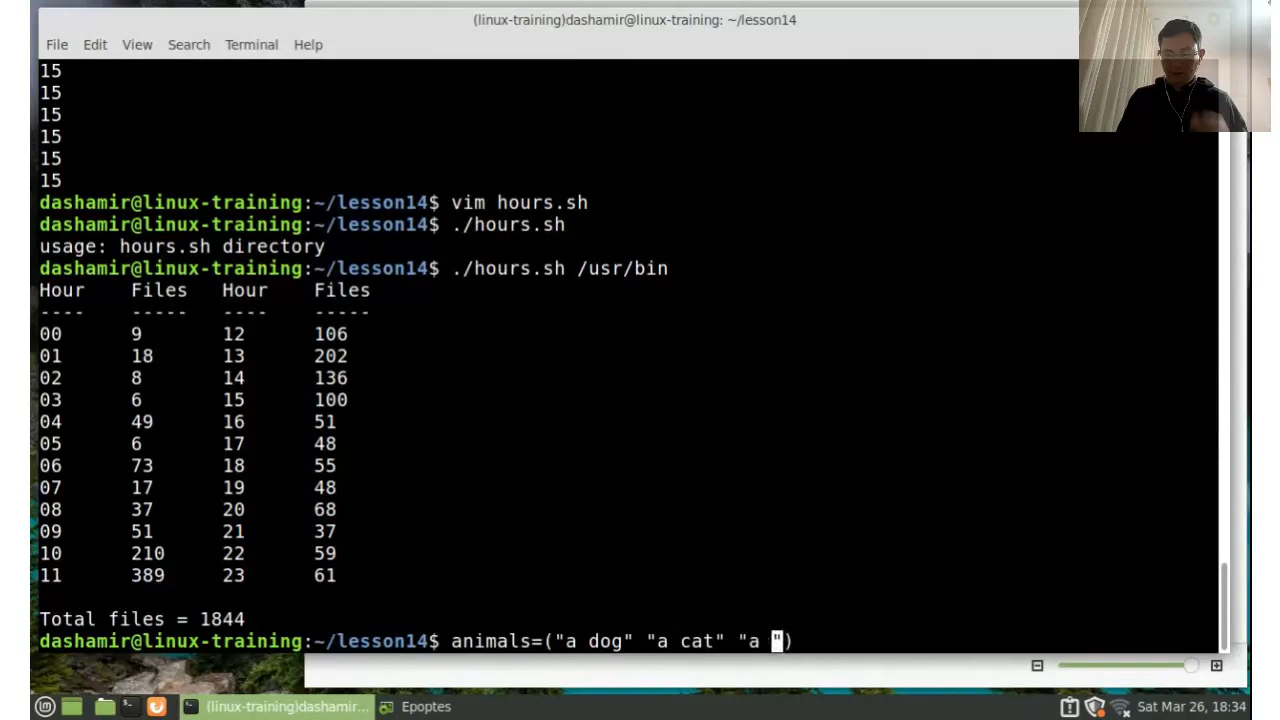 (linux-training)dashamir@linux-training: ~/lesson14
File Edit View Search Terminal Help
15
15
15
15
15
15
dashamir@linux-training:~/lesson14$ vim hours.sh
dashamir@linux-training:~/lesson14$ ./hours.sh
usage: hours.sh directory
dashamir@linux-training:~/lesson14$ ./hours.sh /usr/bin
Hour Files Hour Files
---- ----- ---- -----
00 9 12 106
01 18 13 202
02 8 14 136
03 6 15 100
04 49 16 51
05 6 17 48
06 73 18 55
07 17 19 48
08 37 20 68
09 51 21 37
10 210 22 59
11 389 23 61
Total files = 1844
dashamir@linux-training:~/lesson14$ animals=("a dog" "a cat" "a ")
(linux-training)dashamir... Epoptes Sat Mar 26, 18:34